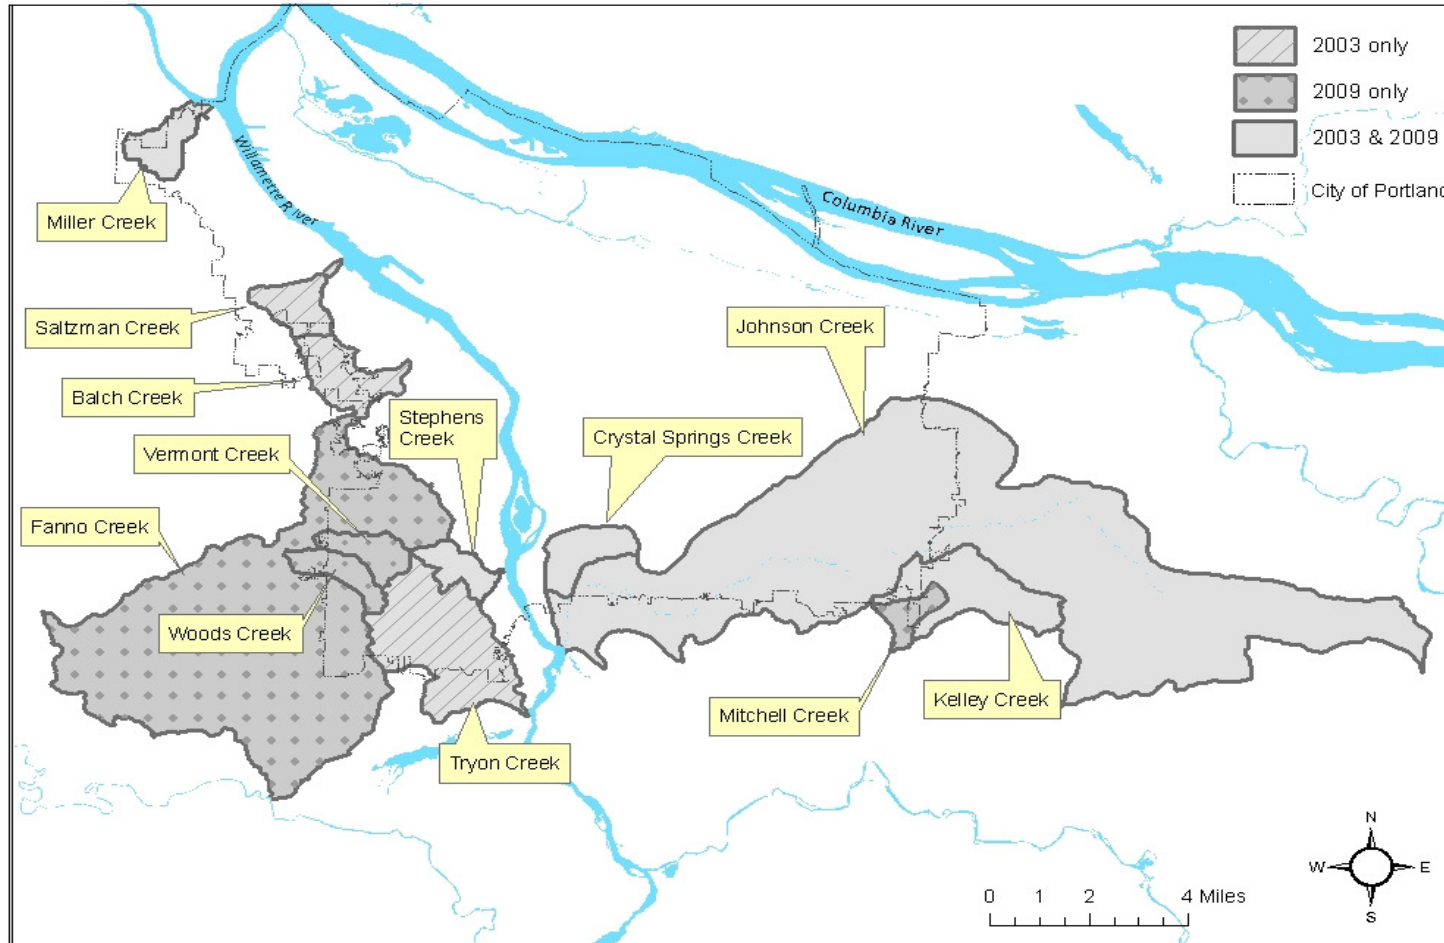 2003 only
2009 only
2003 & 2009
City of Portland
Willamette River
Columbia River
Miller Creek
Saltzman Creek
Balch Creek
Stephens
Creek
Vermont Creek
Fanno Creek
Woods Creek
Tryon Creek
Johnson Creek
Crystal Springs Creek
Mitchell Creek
Kelley Creek
N
W
E
S
0 1 2 4 Miles